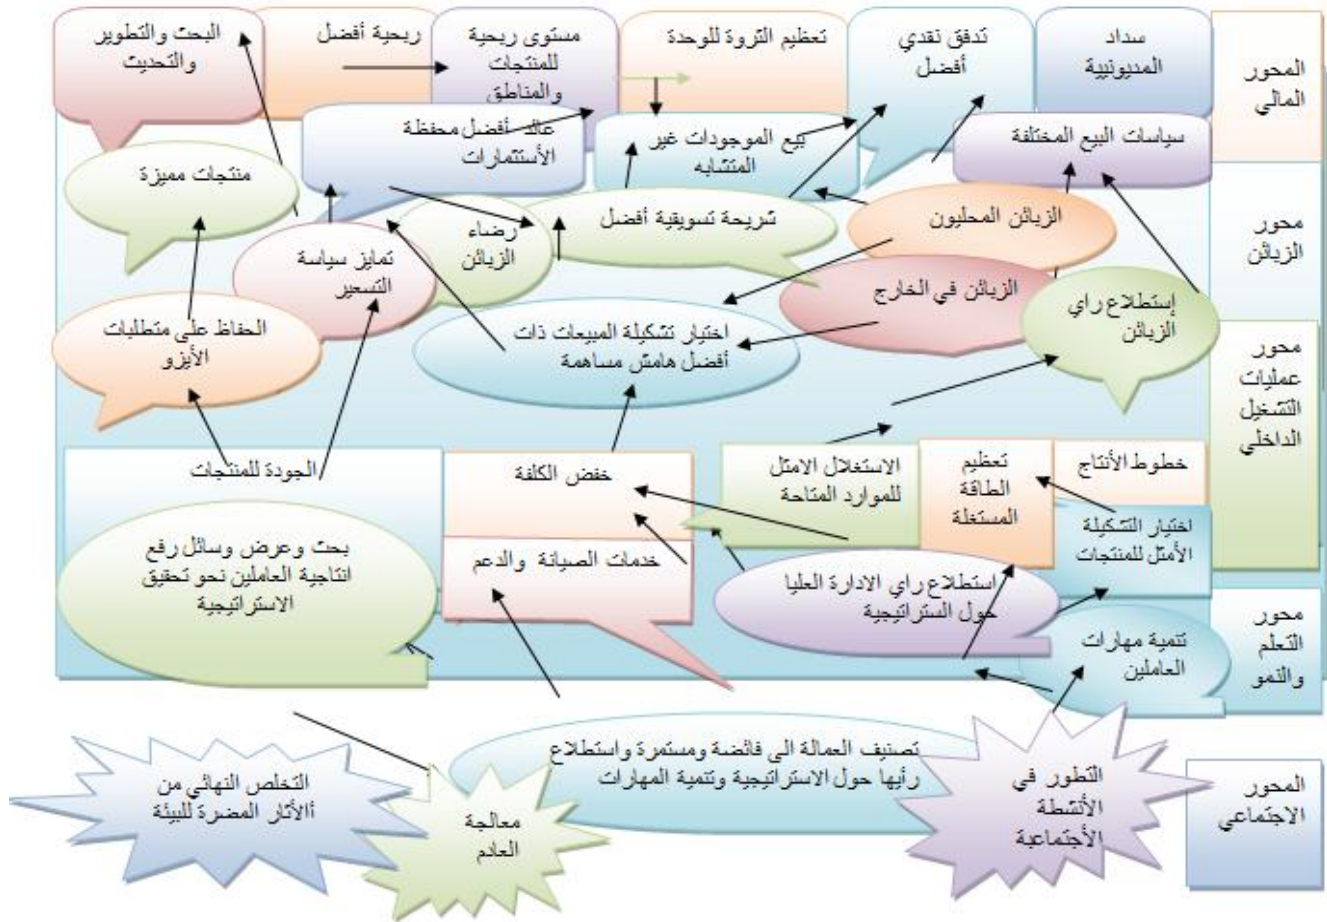 المحور
المالي
سداد
المديونيية
تدفق نقدي
أفضل
تعظيم الثروة للوحدة
مستوى ربحية
للمنتجات
والمناطق
ربحية أفضل
البحث والتطوير
والتحديث
سياسات البيع المختلفة
بيع الموجودات غير
المتشابه
عائد أفضل محفظة
الأستثمارات
محور
الزبائن
الزبائن المحليون
شريحة تسويقية أفضل
رضاء
الزبائن
منتجات مميزة
تمايز سياسة
التسعير
الزبائن في الخارج
إستطلاع راي
الزبائن
محور
عمليات
التشغيل
الداخلي
اختيار تشكيلة المبيعات ذات
أفضل هامش مساهمة
الحفاظ على متطلبات
الأيزو
خطوط الأنتاج
تعظيم
الطاقة
المستغلة
الاستغلال الامثل
للموارد المتاحة
خفض الكلفة
الجودة للمنتجات
اختيار التشكيلة
الأمثل للمنتجات
خدمات الصيانة والدعم
بحث وعرض وسائل رفع
انتاجية العاملين نحو تحقيق
الاستراتيجية
استطلاع راي الادارة العليا
حول الستراتيجية
محور
التعلم
والنمو
تنمية مهارات
العاملين
المحور
الاجتماعي
التطور في
الأنشطة
الأجتماعية
تصنيف العمالة الى فائضة ومستمرة واستطلاع
رأيها حول الاستراتيجية وتنمية المهارات
معالجة
العادم
التخلص النهائي من
أالأثار المضرة للبيئة